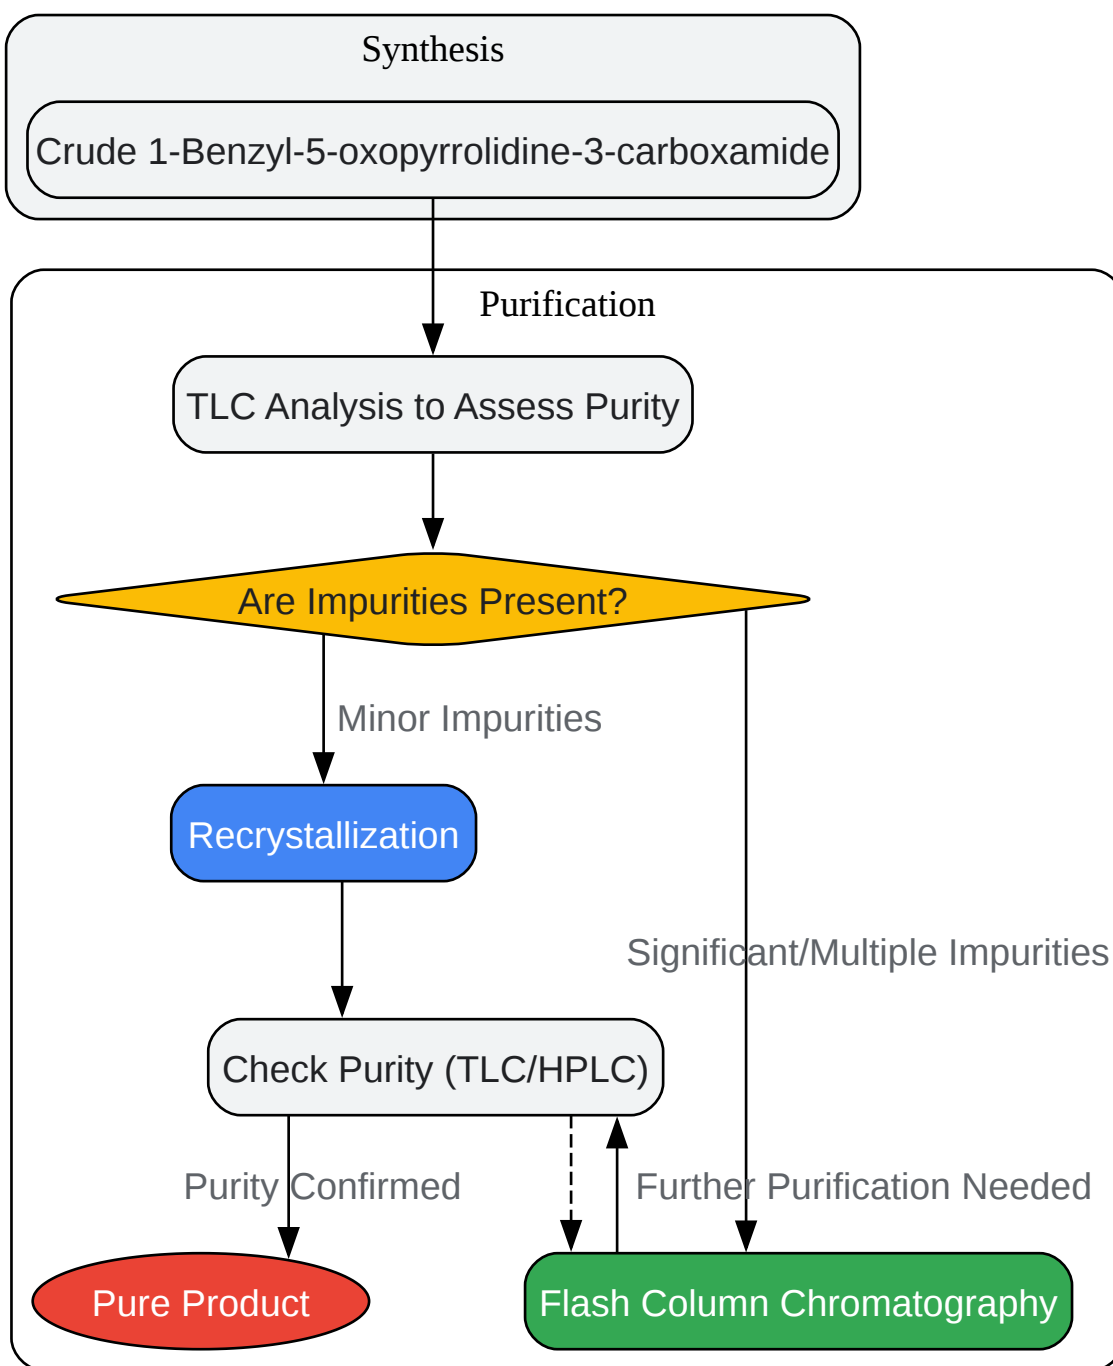 Synthesis
Crude 1-Benzyl-5-oxopyrrolidine-3-carboxamide
Purification
TLC Analysis to Assess Purity
Are Impurities Present?
Minor Impurities
Recrystallization
Significant/Multiple Impurities
Check Purity (TLC/HPLC)
Purity Confirmed
Further Purification Needed
Pure Product
Flash Column Chromatography